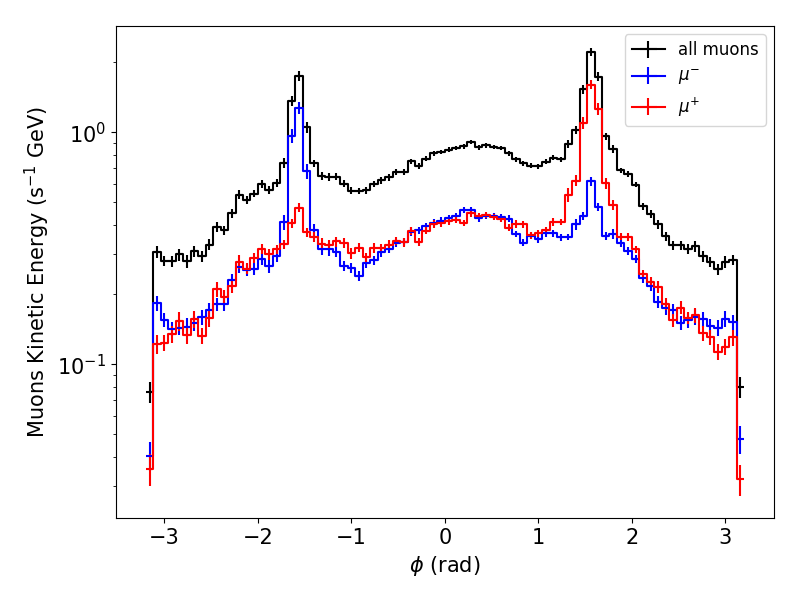 Muons Kinetic Energy (s⁻¹ GeV)
10⁰
10⁻¹
all muons
μ⁻
μ⁺
−3 −2 −1 0 1 2 3
ϕ (rad)